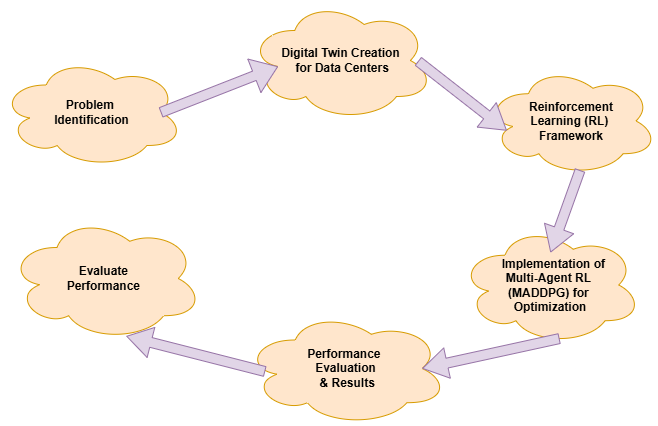 Problem
Identification
Digital Twin Creation
for Data Centers
Reinforcement
Learning (RL)
Framework
Implementation of
Multi-Agent RL
(MADDPG) for
Optimization
Performance
Evaluation
& Results
Evaluate
Performance